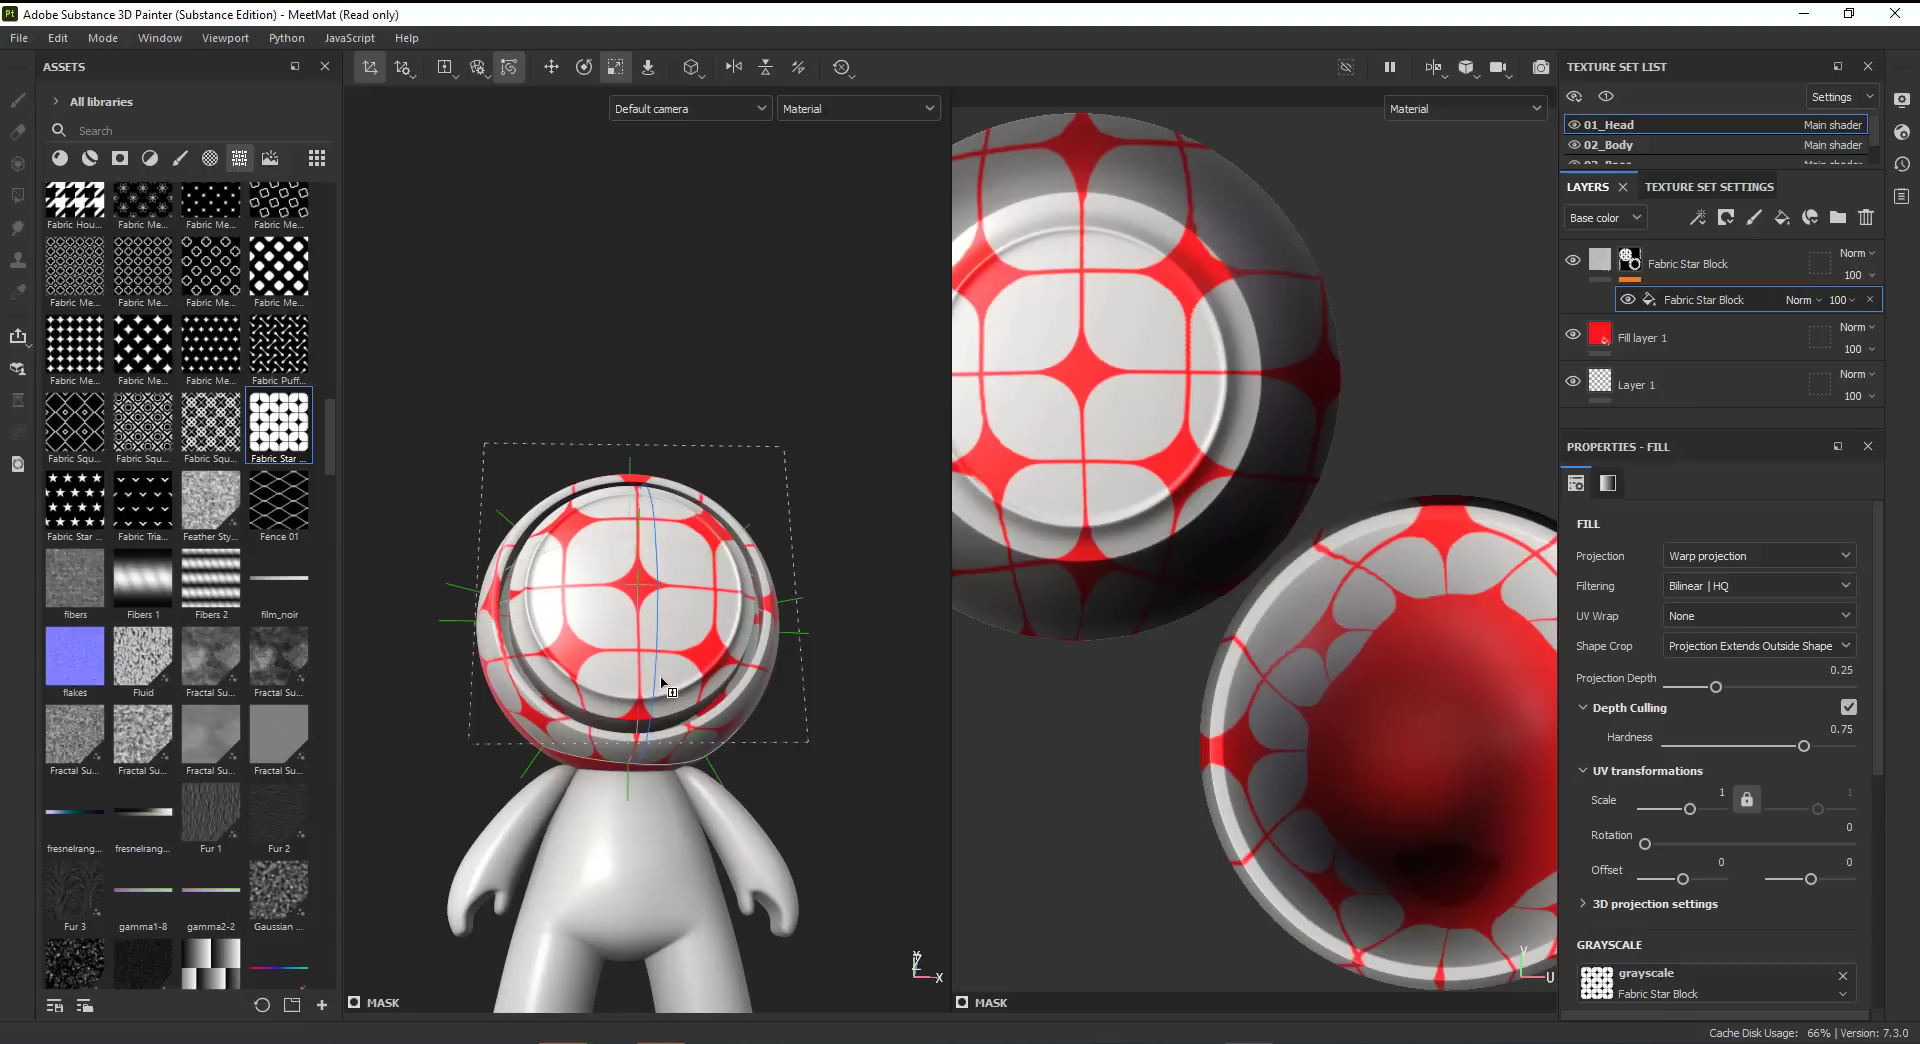 Pt Adobe Substance 3D Painter (Substance Edition) - MeetMat (Read only)
File Edit Mode Window Viewport Python JavaScript Help
ASSETS
All libraries
Search
Fabric Hou... Fabric Me... Fabric Me... Fabric Me...
Fabric Me... Fabric Me... Fabric Me... Fabric Me...
Fabric Me... Fabric Me... Fabric Me... Fabric Puff...
Fabric Squ... Fabric Squ... Fabric Squ... Fabric Star ...
Fabric Star ... Fabric Tria... Feather Sty... Fence 01
fibers Fibers 1 Fibers 2 film_noir
flakes Fluid Fractal Su... Fractal Su...
Fractal Su... Fractal Su... Fractal Su... Fractal Su...
fresnelrang... fresnelrang... Fur 1 Fur 2
Fur 3 gamma1-8 gamma2-2 Gaussian ...
Default camera Material
Material
Y
Z
X
V
U
MASK
MASK
TEXTURE SET LIST
Settings
01_Head Main shader
02_Body Main shader
LAYERS TEXTURE SET SETTINGS
Base color
Fabric Star Block Norm
100
Fabric Star Block Norm 100
Fill layer 1 Norm
100
Layer 1 Norm
100
PROPERTIES - FILL
FILL
Projection Warp projection
Filtering Bilinear | HQ
UV Wrap None
Shape Crop Projection Extends Outside Shape
Projection Depth 0.25
Depth Culling
Hardness 0.75
UV transformations
Scale 1 1
Rotation 0
Offset 0 0
3D projection settings
GRAYSCALE
grayscale
Fabric Star Block
Cache Disk Usage: 66% | Version: 7.3.0